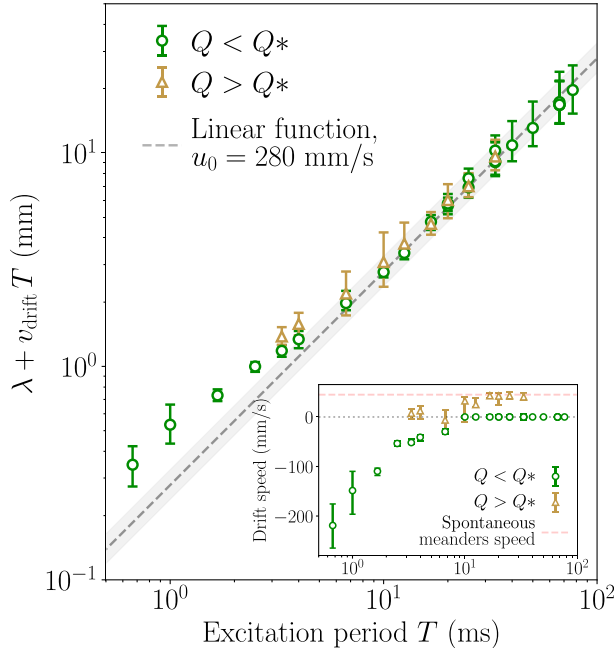 Q < Q*
Q > Q*
Linear function,
u₀ = 280 mm/s
λ + v_drift T (mm)
10¹
10⁰
10⁻¹
10⁰
10¹
10²
Excitation period T (ms)
Drift speed (mm/s)
0
−100
−200
Q < Q*
Q > Q*
Spontaneous
meanders speed
10⁰
10¹
10²